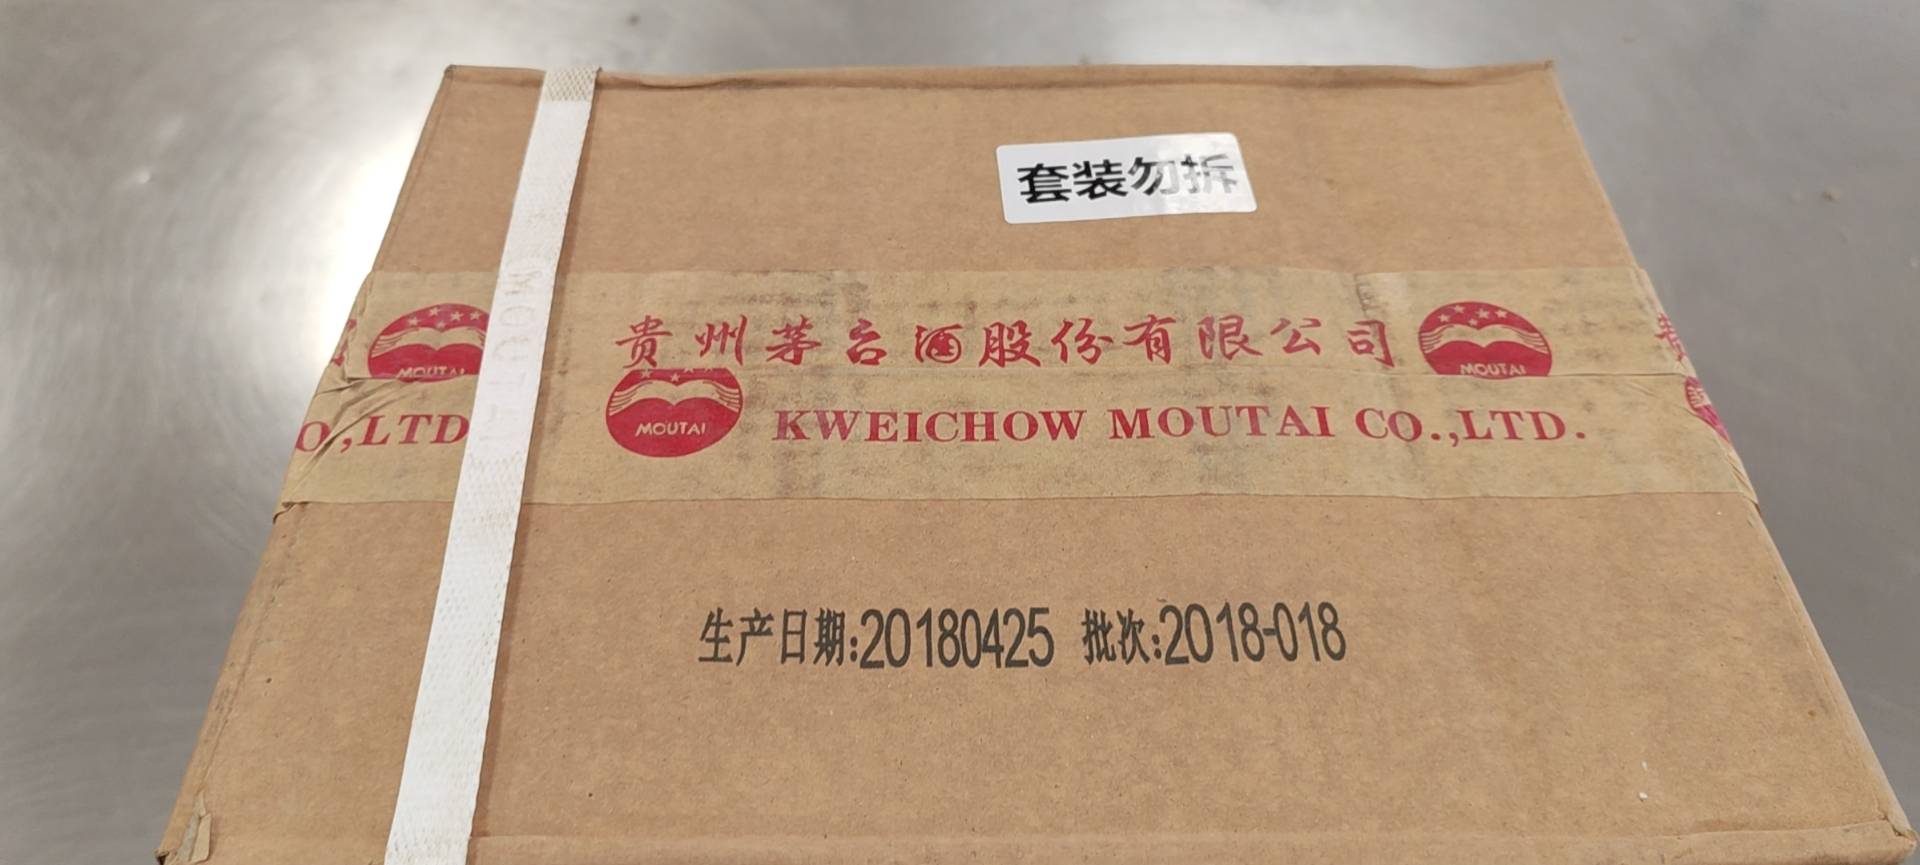 套装勿拆
贵州茅台酒股份有限公司
MOUTAI
MOUTAI
MOUTAI
MOUTAI
O.,LTD
KWEICHOW MOUTAI CO.,LTD.
生产日期:20180425 批次:2018-018